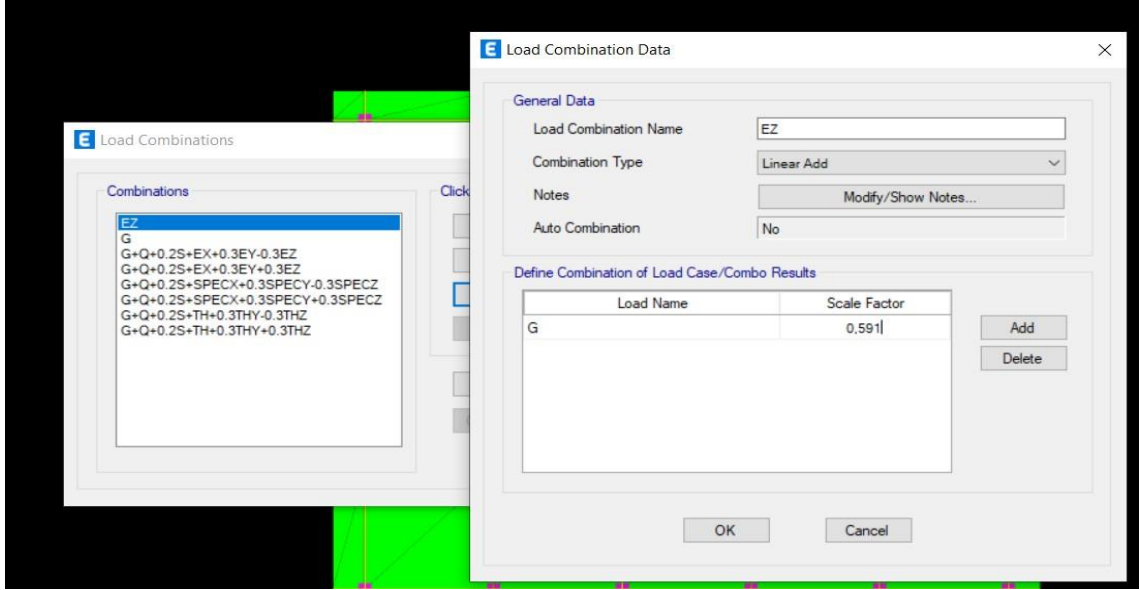 E Load Combination Data
General Data
Load Combination Name EZ
Combination Type Linear Add
Notes Modify/Show Notes...
Auto Combination No
Define Combination of Load Case/Combo Results
Load Name Scale Factor
G 0,591
Add
Delete
OK Cancel
E Load Combinations
Combinations Click
EZ
G
G+Q+0.2S+EX+0.3EY-0.3EZ
G+Q+0.2S+EX+0.3EY+0.3EZ
G+Q+0.2S+SPECX+0.3SPECY-0.3SPECZ
G+Q+0.2S+SPECX+0.3SPECY+0.3SPECZ
G+Q+0.2S+TH+0.3THY-0.3THZ
G+Q+0.2S+TH+0.3THY+0.3THZ